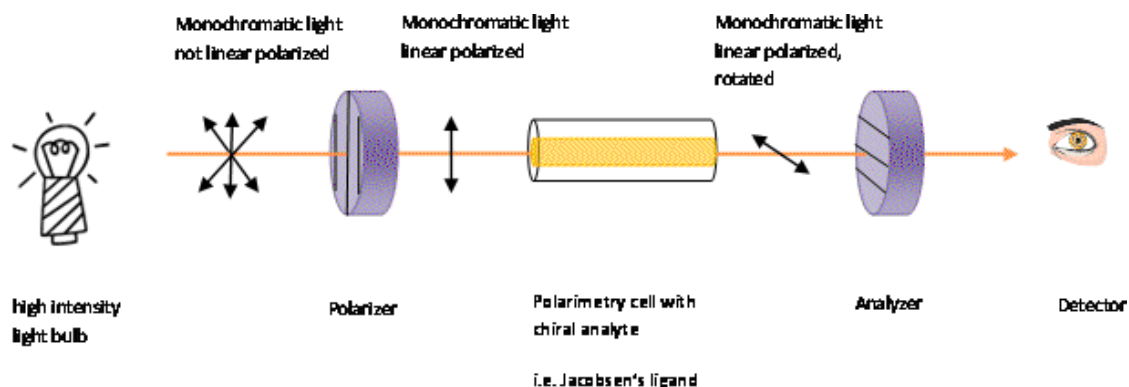 Monochromatic light
not linear polarized
Monochromatic light
linear polarized
Monochromatic light
linear polarized,
rotated
high intensity
light bulb
Polarizer
Polarimetry cell with
chiral analyte
i.e. Jacobsen's ligand
Analyzer
Detector